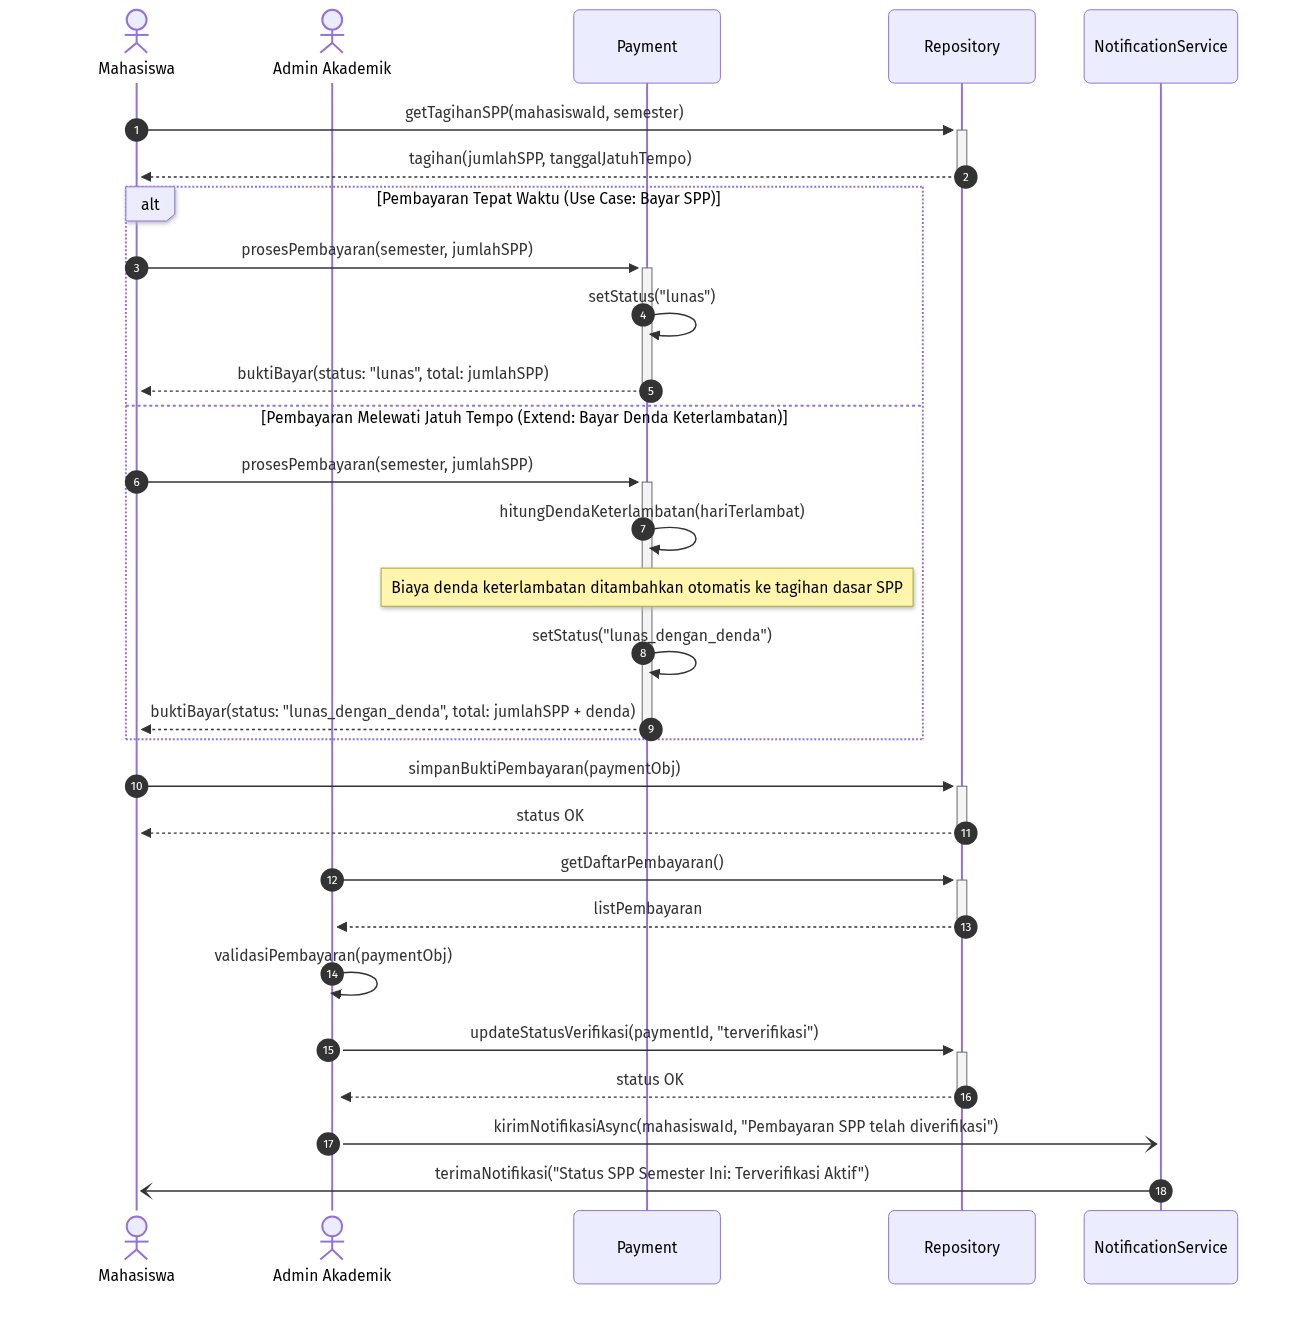 Mahasiswa
Admin Akademik
Payment
Repository
NotificationService
getTagihanSPP(mahasiswaId, semester)
1
tagihan(jumlahSPP, tanggalJatuhTempo)
2
alt
[Pembayaran Tepat Waktu (Use Case: Bayar SPP)]
prosesPembayaran(semester, jumlahSPP)
3
setStatus("lunas")
4
buktiBayar(status: "lunas", total: jumlahSPP)
5
[Pembayaran Melewati Jatuh Tempo (Extend: Bayar Denda Keterlambatan)]
prosesPembayaran(semester, jumlahSPP)
6
hitungDendaKeterlambatan(hariTerlambat)
7
Biaya denda keterlambatan ditambahkan otomatis ke tagihan dasar SPP
setStatus("lunas_dengan_denda")
8
buktiBayar(status: "lunas_dengan_denda", total: jumlahSPP + denda)
9
simpanBuktiPembayaran(paymentObj)
10
status OK
11
getDaftarPembayaran()
12
listPembayaran
13
validasiPembayaran(paymentObj)
14
updateStatusVerifikasi(paymentId, "terverifikasi")
15
status OK
16
kirimNotifikasiAsync(mahasiswaId, "Pembayaran SPP telah diverifikasi")
17
terimaNotifikasi("Status SPP Semester Ini: Terverifikasi Aktif")
18
Mahasiswa
Admin Akademik
Payment
Repository
NotificationService